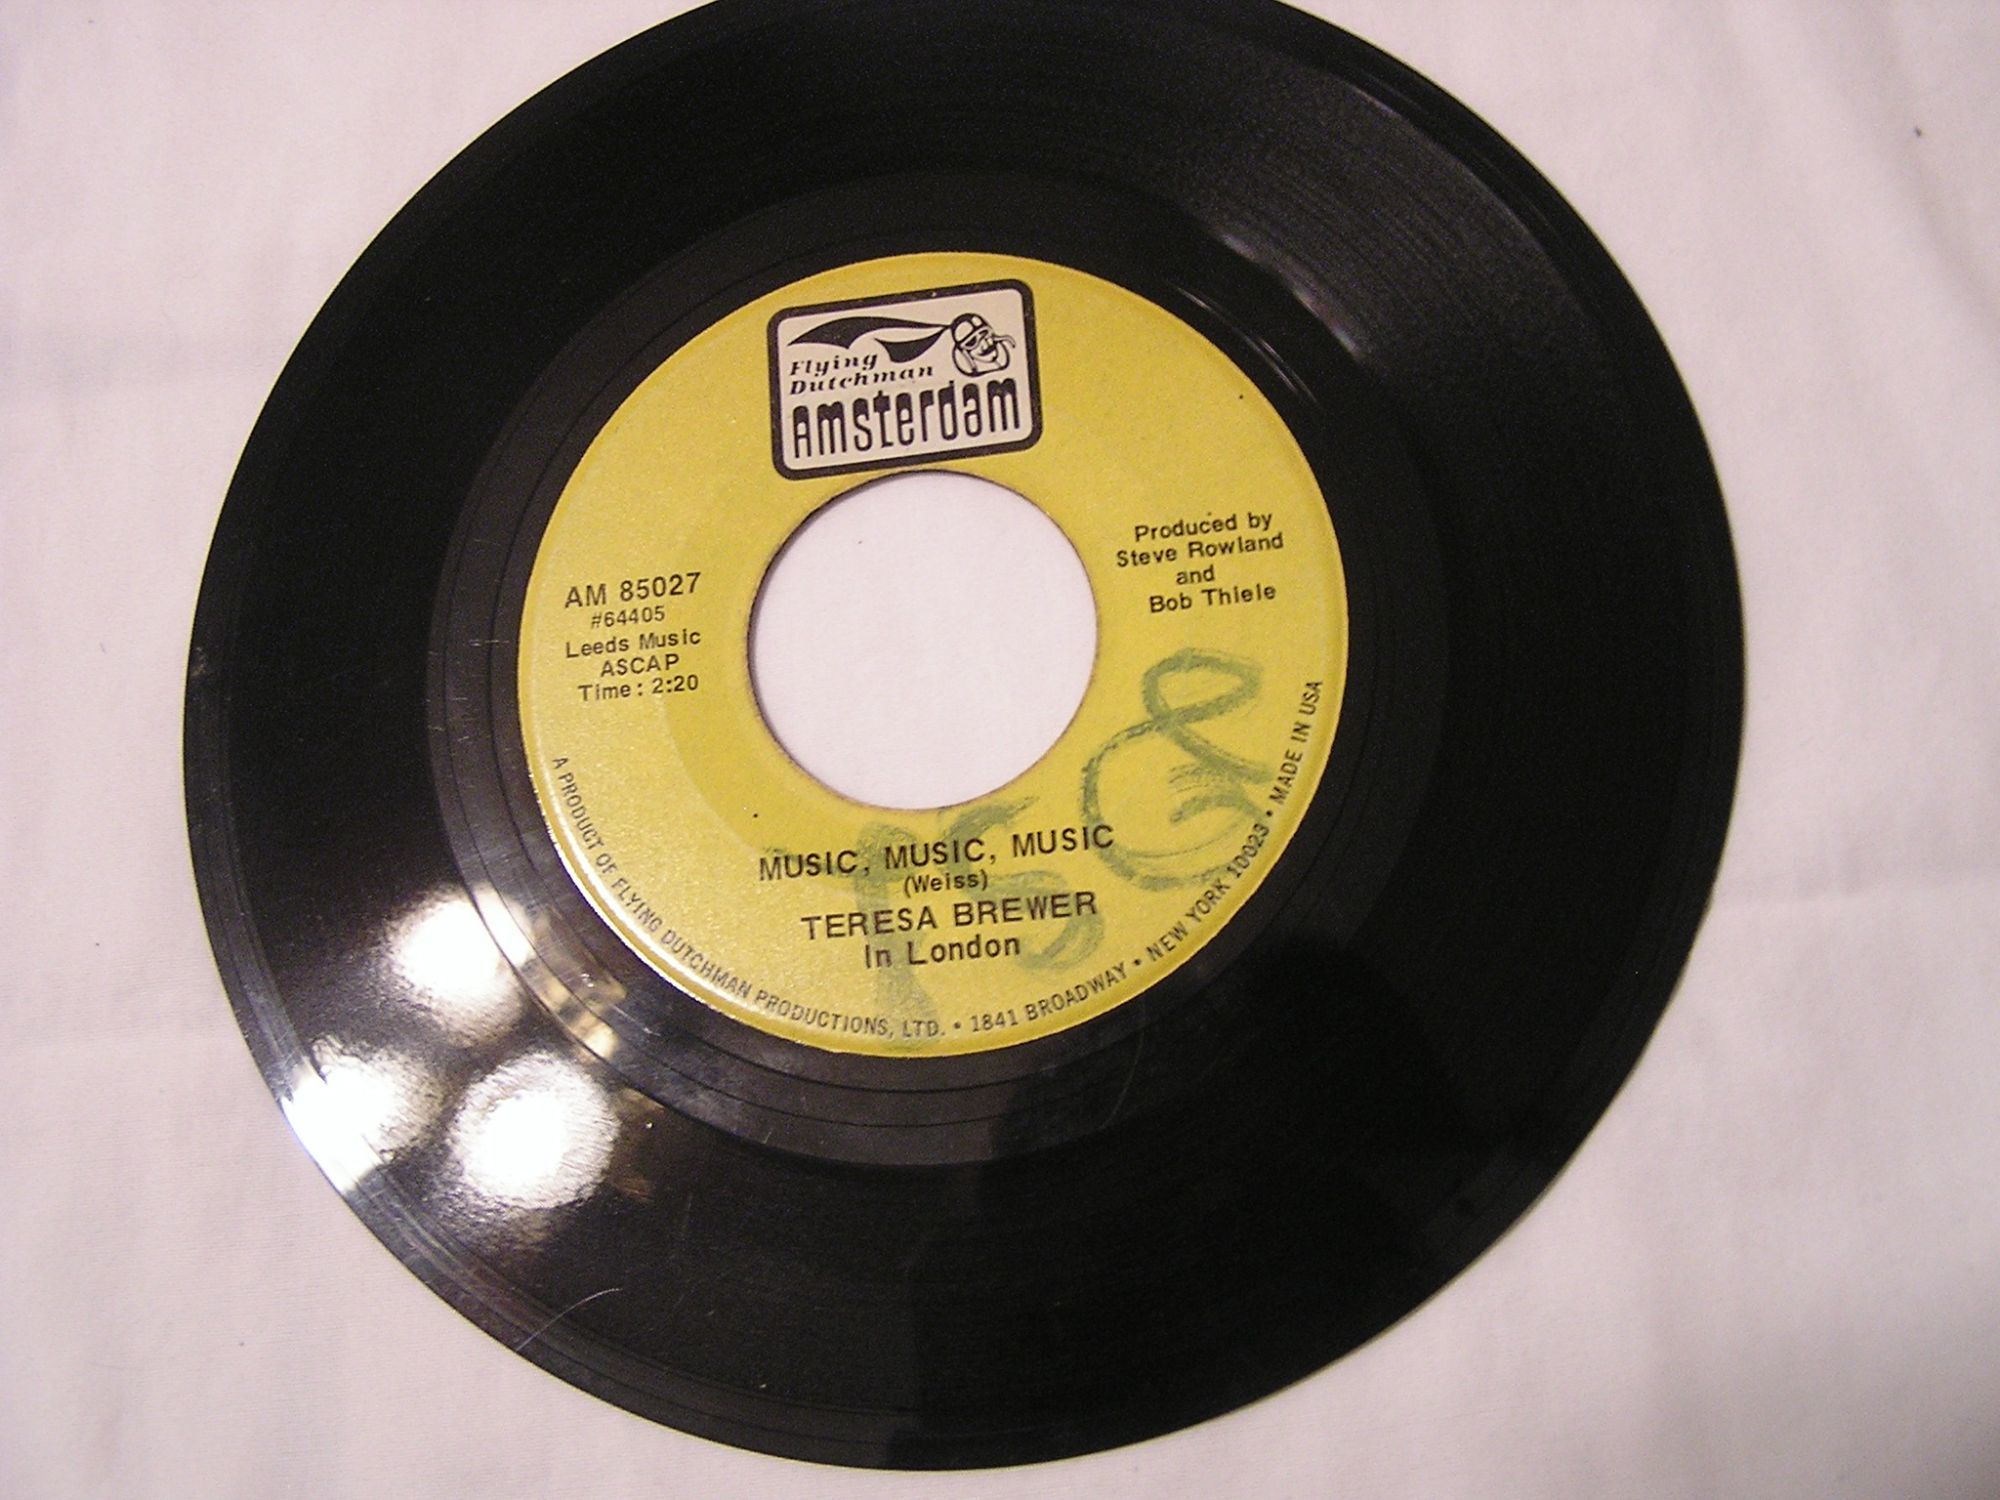 Flying
Dutchman
Amsterdam
Produced by
Steve Rowland
and
Bob Thiele
AM 85027
#64405
Leeds Music
ASCAP
Time: 2:20
MUSIC, MUSIC, MUSIC
(Weiss)
TERESA BREWER
In London
A PRODUCT OF FLYING DUTCHMAN PRODUCTIONS, LTD. • 1841 BROADWAY • NEW YORK 10023 • MADE IN USA